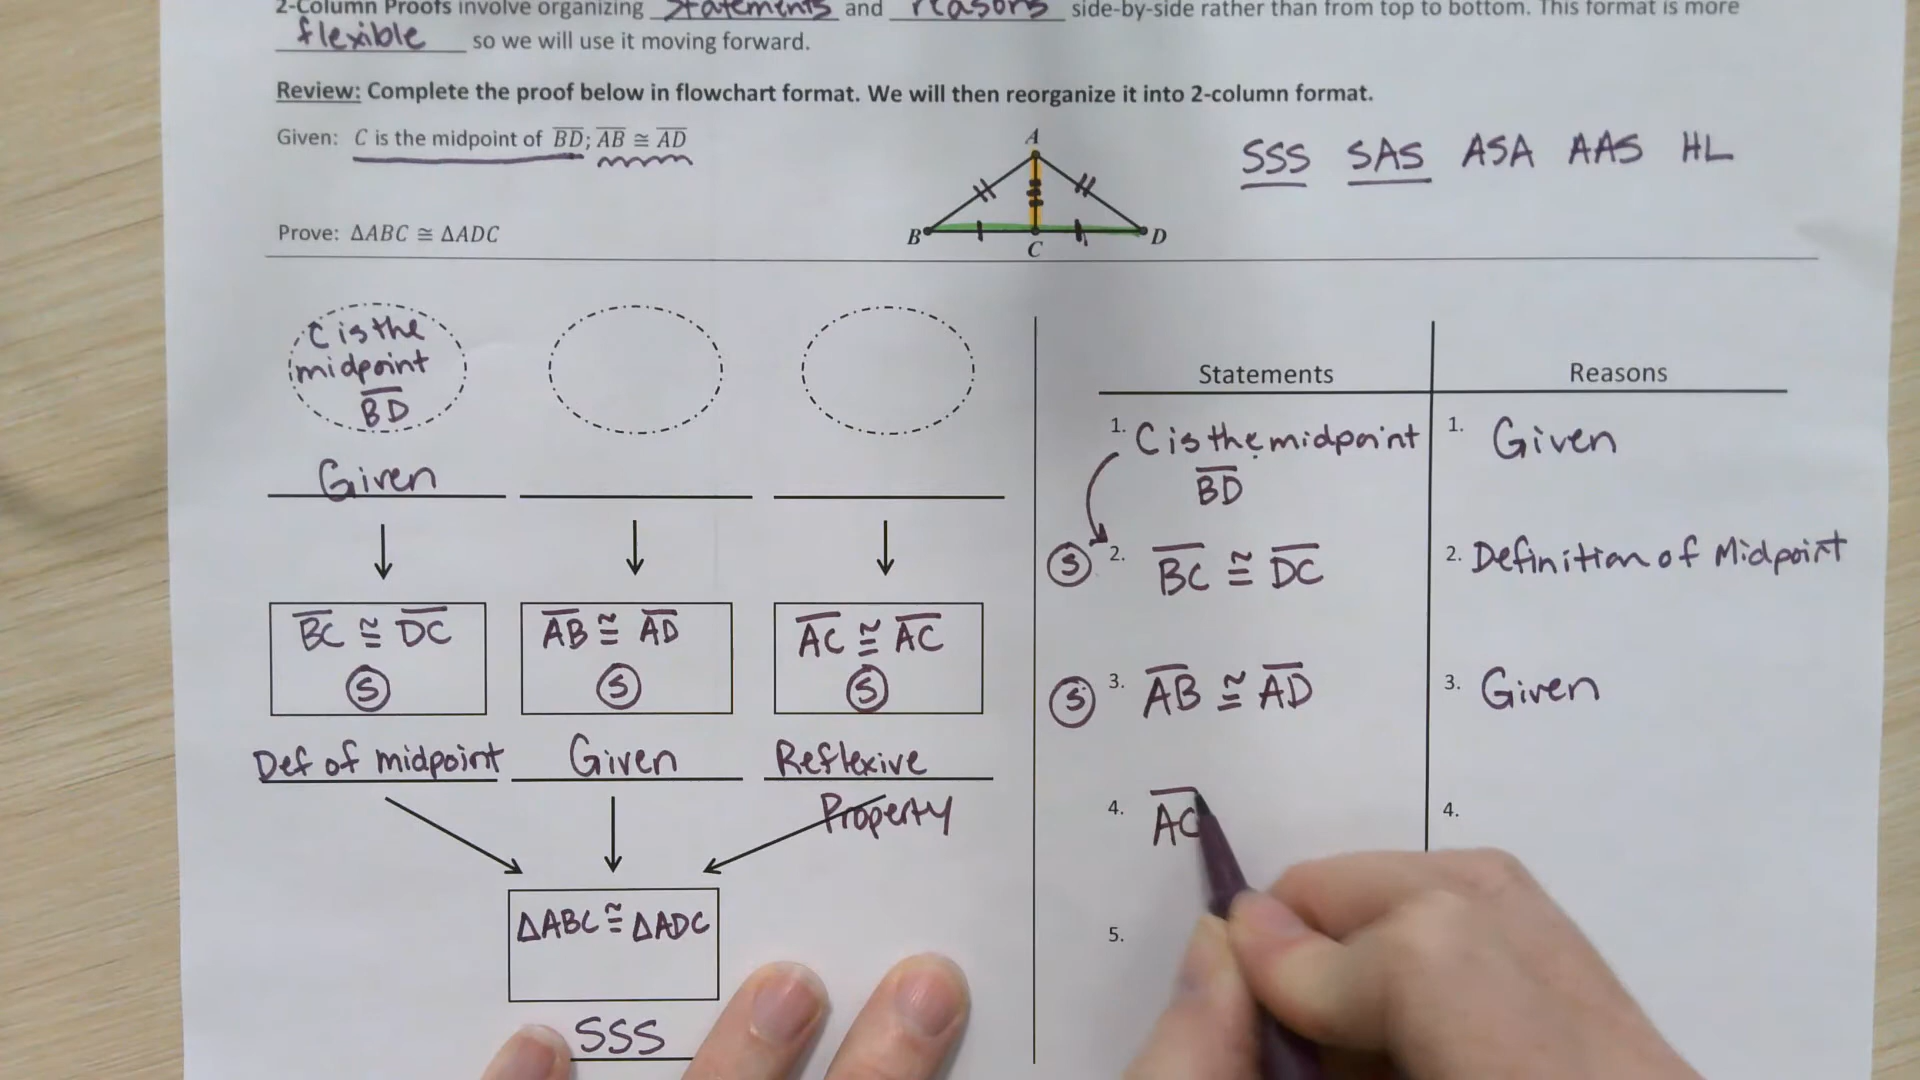 2-Column Proofs involve organizing statements and reasons side-by-side rather than from top to bottom. This format is more
flexible so we will use it moving forward.
Review: Complete the proof below in flowchart format. We will then reorganize it into 2-column format.
Given: C is the midpoint of BD; AB ≅ AD
SSS SAS ASA AAS HL
A
B
C
D
Prove: ΔABC ≅ ΔADC
C is the
midpoint
BD
Given
BC ≅ DC
S
Def of midpoint
AB ≅ AD
S
Given
AC ≅ AC
S
Reflexive
Property
ΔABC ≅ ΔADC
SSS
Statements Reasons
1. C is the midpoint 1. Given
BD
S 2. BC ≅ DC 2. Definition of Midpoint
S 3. AB ≅ AD 3. Given
4. AC 4.
5.